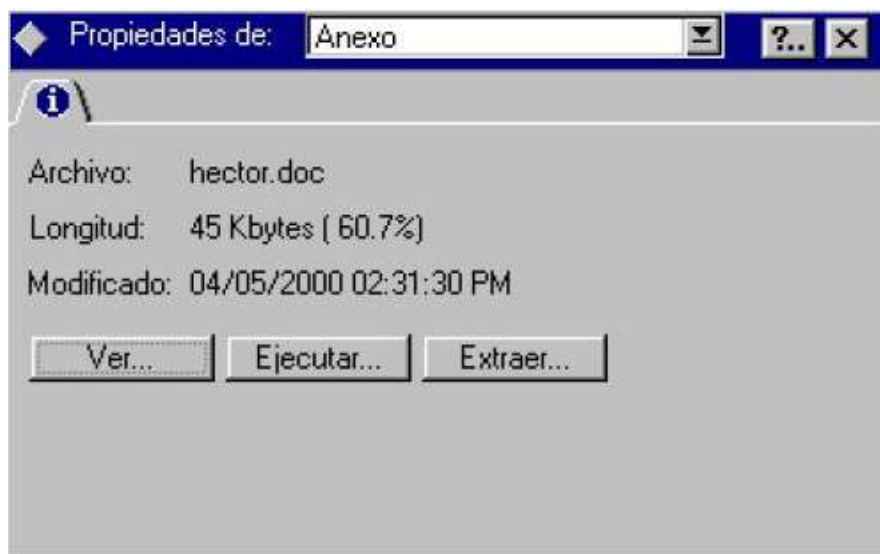 Propiedades de: Anexo ?.. X
i
Archivo: hector.doc
Longitud: 45 Kbytes ( 60.7%)
Modificado: 04/05/2000 02:31:30 PM
Ver... Ejecutar... Extraer...